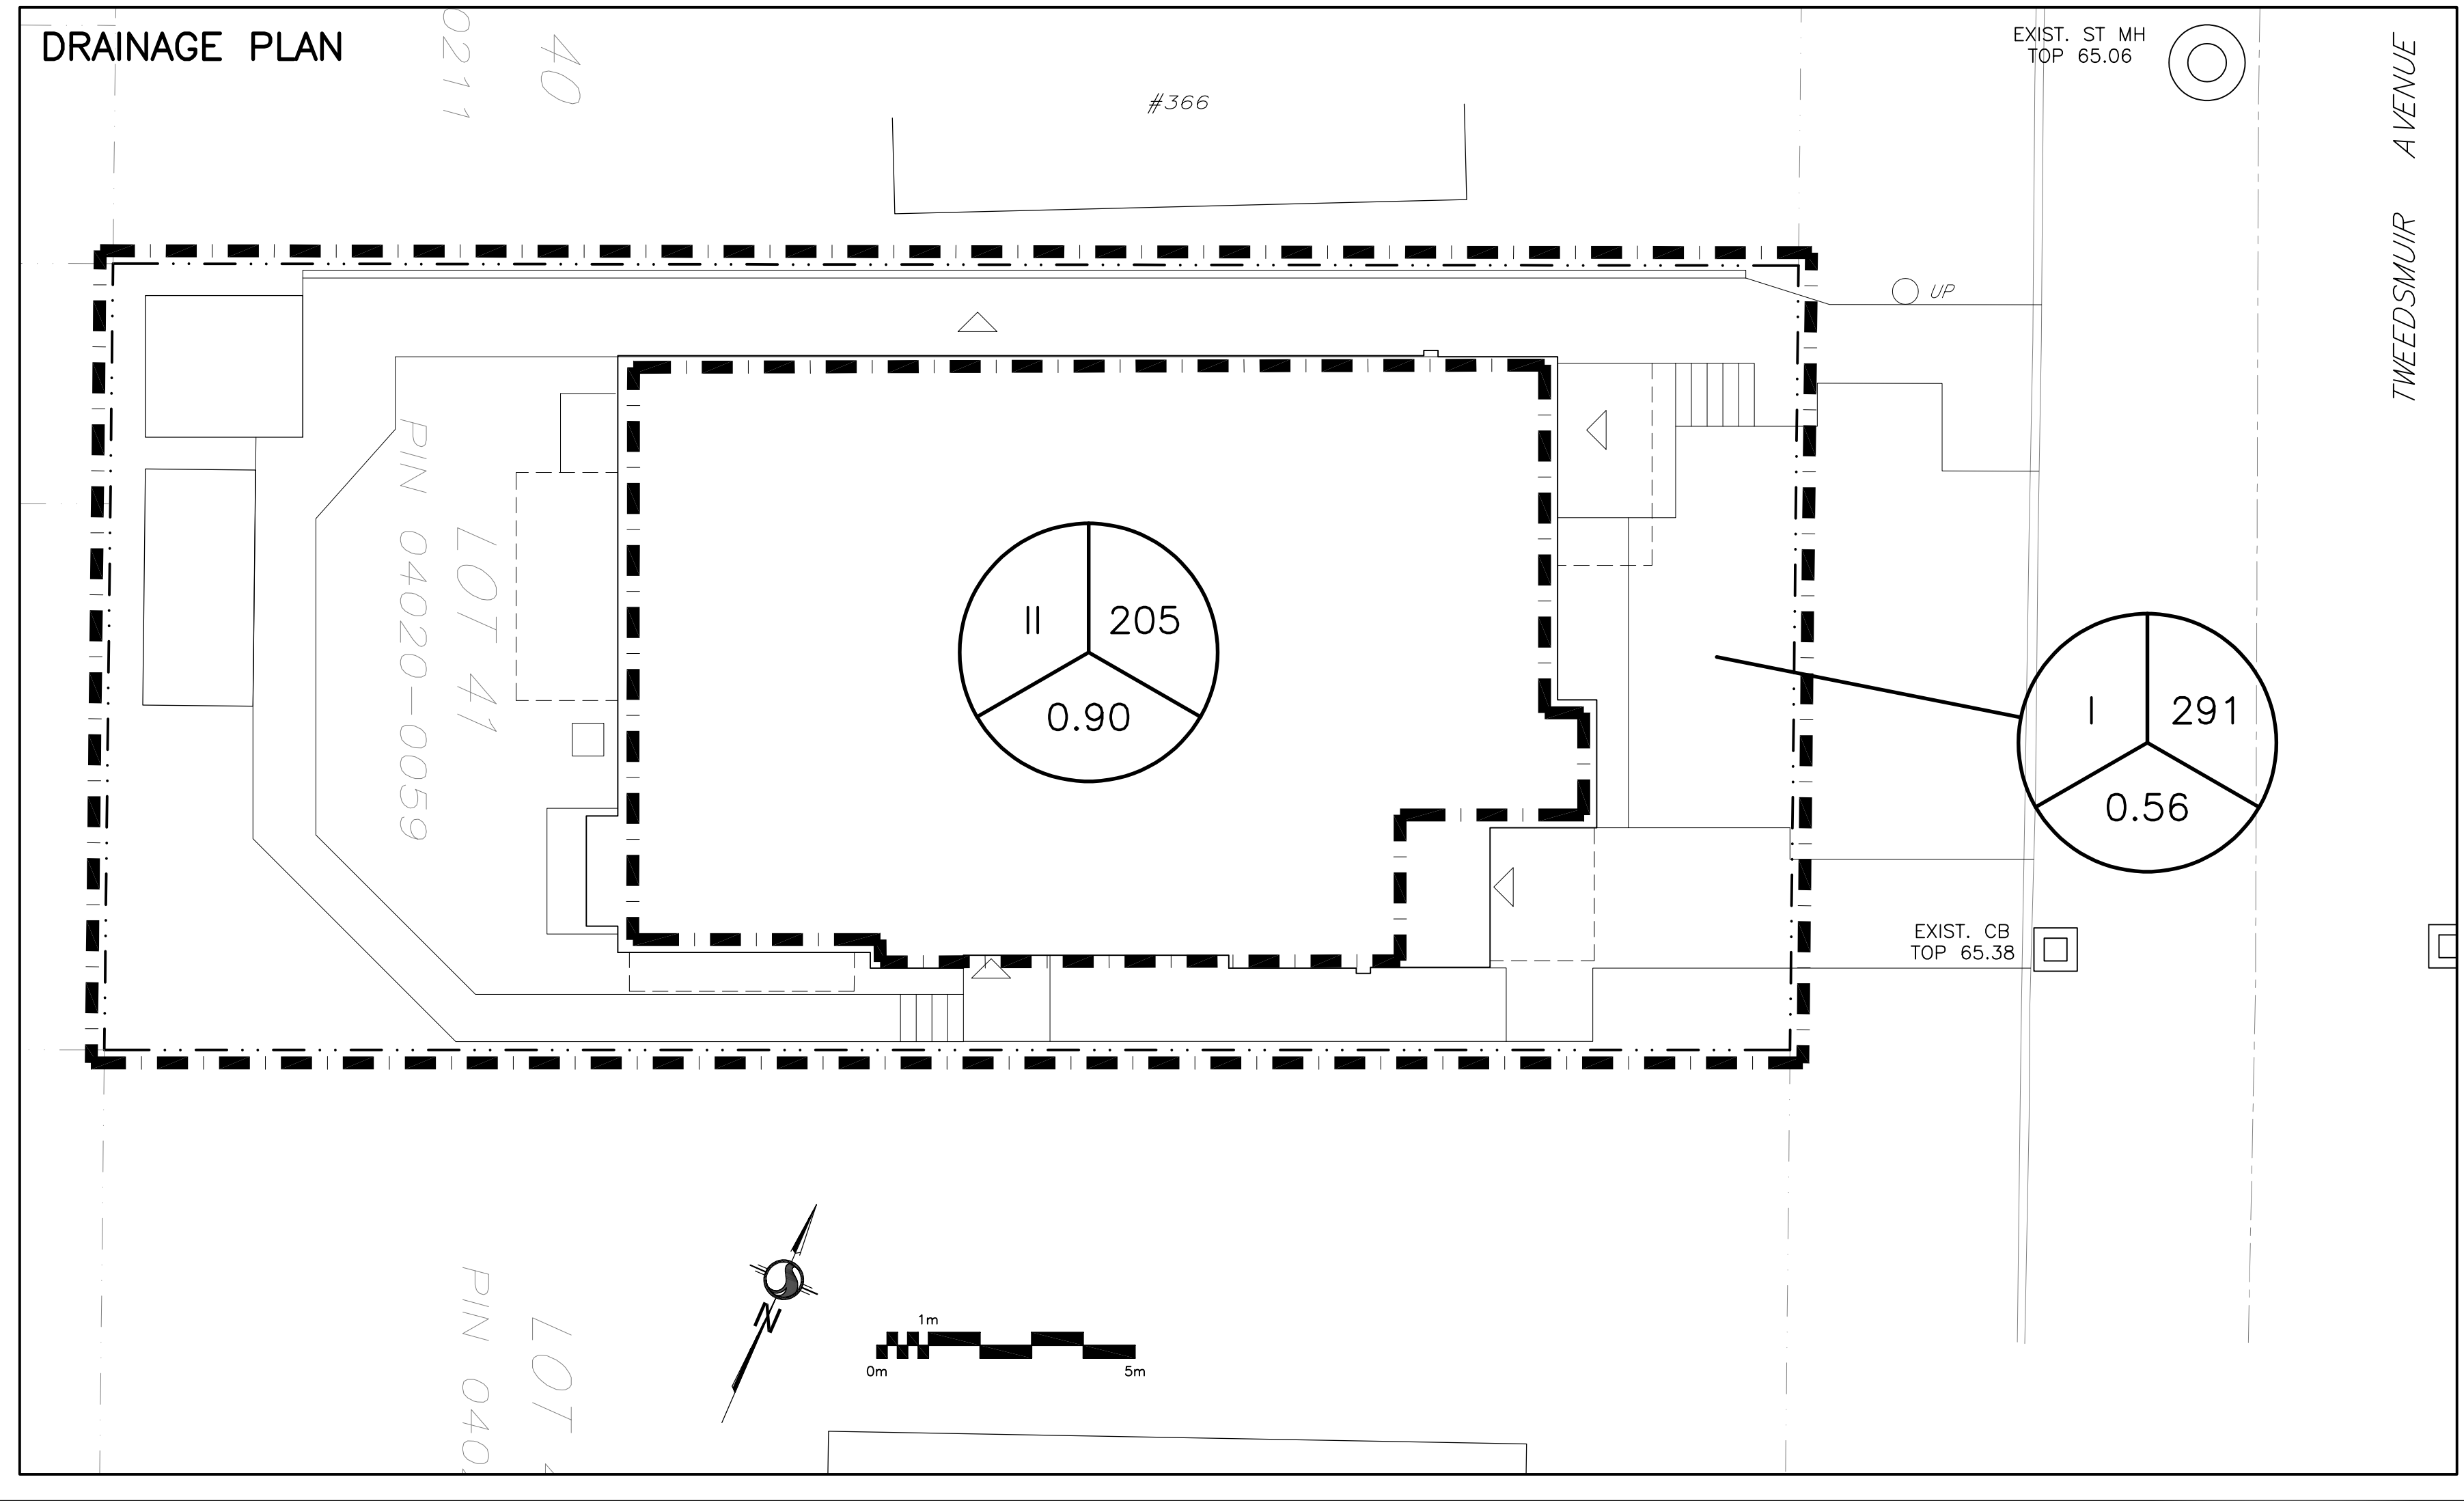 DRAINAGE PLAN
0211
40
#366
EXIST. ST MH
TOP 65.06
TWEEDSMUIR AVENUE
UP
PIN 04020-0059
LOT 41
II
205
0.90
I
291
0.56
EXIST. CB
TOP 65.38
N
1m
0m
5m
PIN 040
LOT